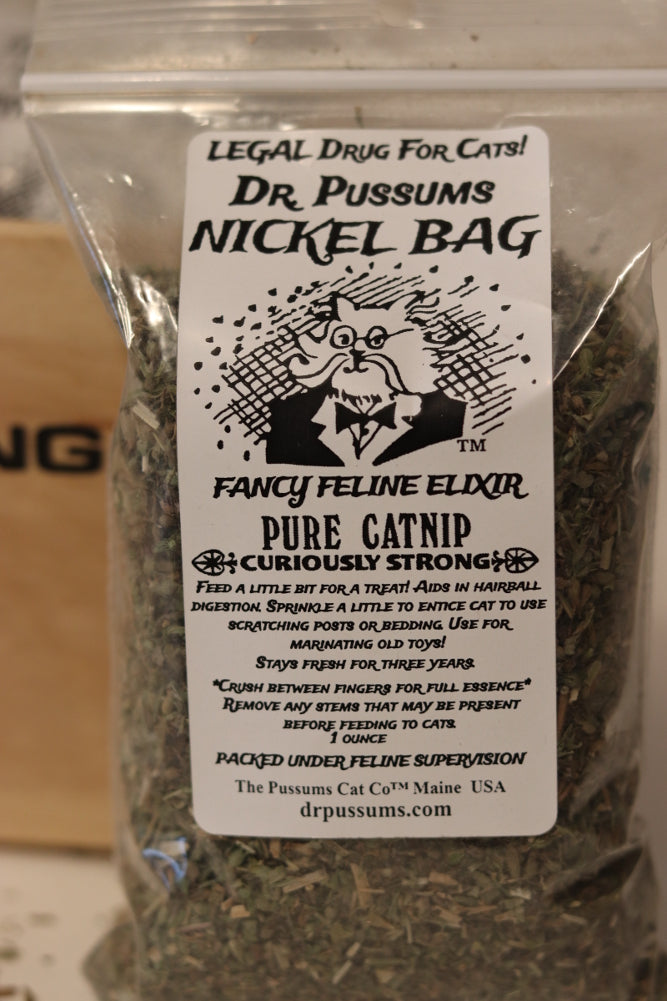 LEGAL DRUG FOR CATS!
DR PUSSUMS
NICKEL BAG
TM
FANCY FELINE ELIXIR
PURE CATNIP
CURIOUSLY STRONG
FEED A LITTLE BIT FOR A TREAT! AIDS IN HAIRBALL
DIGESTION. SPRINKLE A LITTLE TO ENTICE CAT TO USE
SCRATCHING POSTS OR BEDDING. USE FOR
MARINATING OLD TOYS!
STAYS FRESH FOR THREE YEARS.
*CRUSH BETWEEN FINGERS FOR FULL ESSENCE*
REMOVE ANY STEMS THAT MAY BE PRESENT
BEFORE FEEDING TO CATS.
1 OUNCE
PACKED UNDER FELINE SUPERVISION
The Pussums Cat Co™ Maine USA
drpussums.com
NG